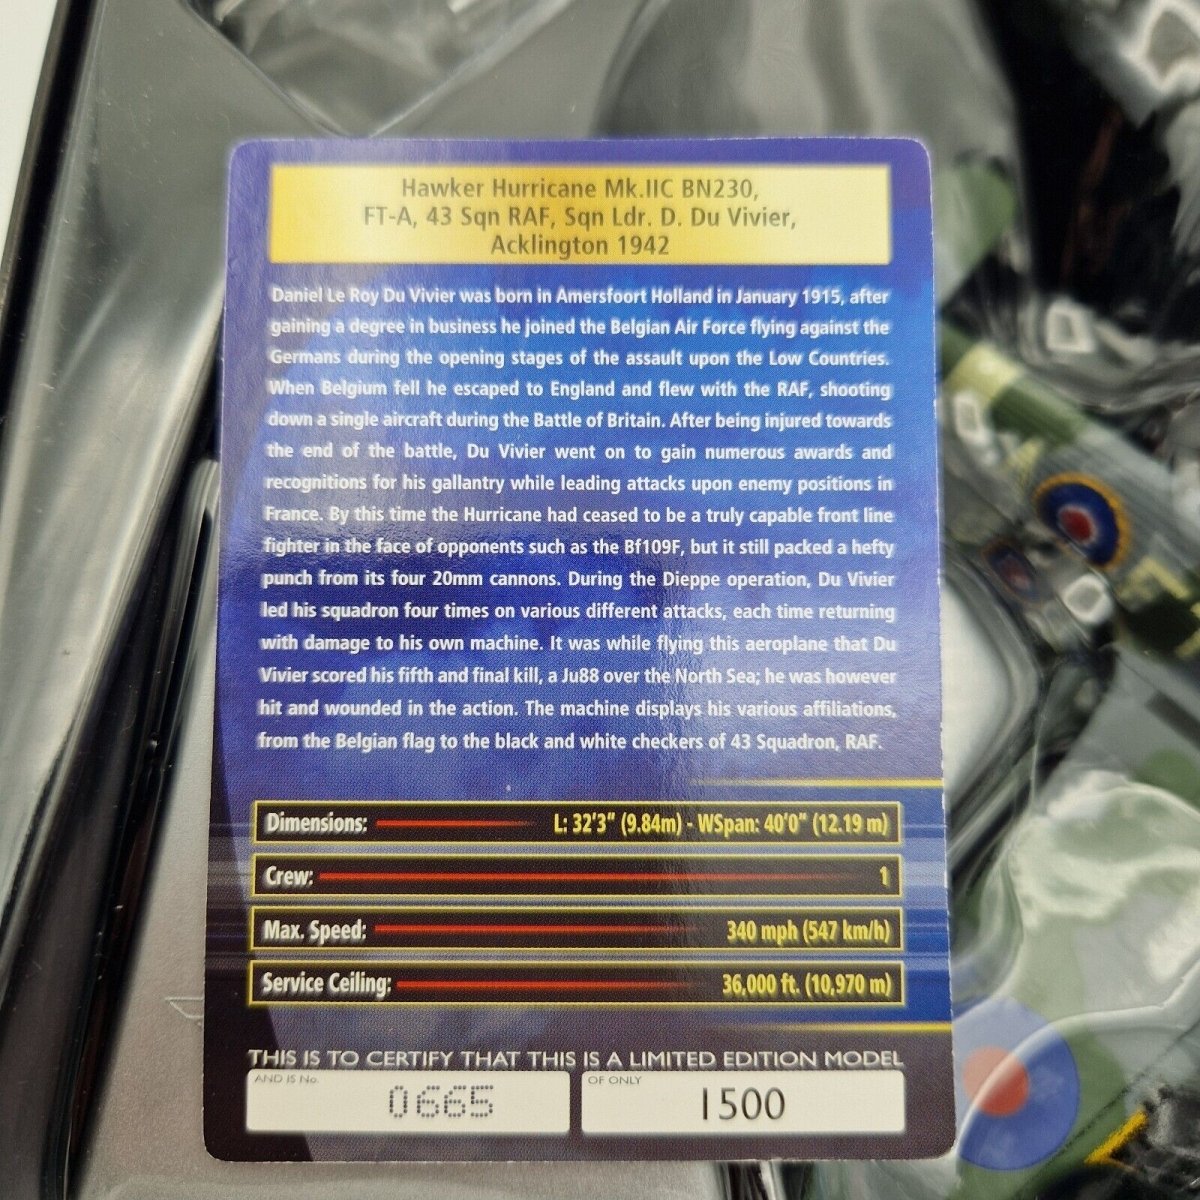 Hawker Hurricane Mk.IIC BN230,
FT-A, 43 Sqn RAF, Sqn Ldr. D. Du Vivier,
Acklington 1942
Daniel Le Roy Du Vivier was born in Amersfoort Holland in January 1915, after
gaining a degree in business he joined the Belgian Air Force flying against the
Germans during the opening stages of the assault upon the Low Countries.
When Belgium fell he escaped to England and flew with the RAF, shooting
down a single aircraft during the Battle of Britain. After being injured towards
the end of the battle, Du Vivier went on to gain numerous awards and
recognitions for his gallantry while leading attacks upon enemy positions in
France. By this time the Hurricane had ceased to be a truly capable front line
fighter in the face of opponents such as the Bf109F, but it still packed a hefty
punch from its four 20mm cannons. During the Dieppe operation, Du Vivier
led his squadron four times on various different attacks, each time returning
with damage to his own machine. It was while flying this aeroplane that Du
Vivier scored his fifth and final kill, a Ju88 over the North Sea; he was however
hit and wounded in the action. The machine displays his various affiliations,
from the Belgian flag to the black and white checkers of 43 Squadron, RAF.
Dimensions: L: 32'3" (9.84m) - WSpan: 40'0" (12.19 m)
Crew: 1
Max. Speed: 340 mph (547 km/h)
Service Ceiling: 36,000 ft. (10,970 m)
THIS IS TO CERTIFY THAT THIS IS A LIMITED EDITION MODEL
AND IS No. 0665 OF ONLY 1500